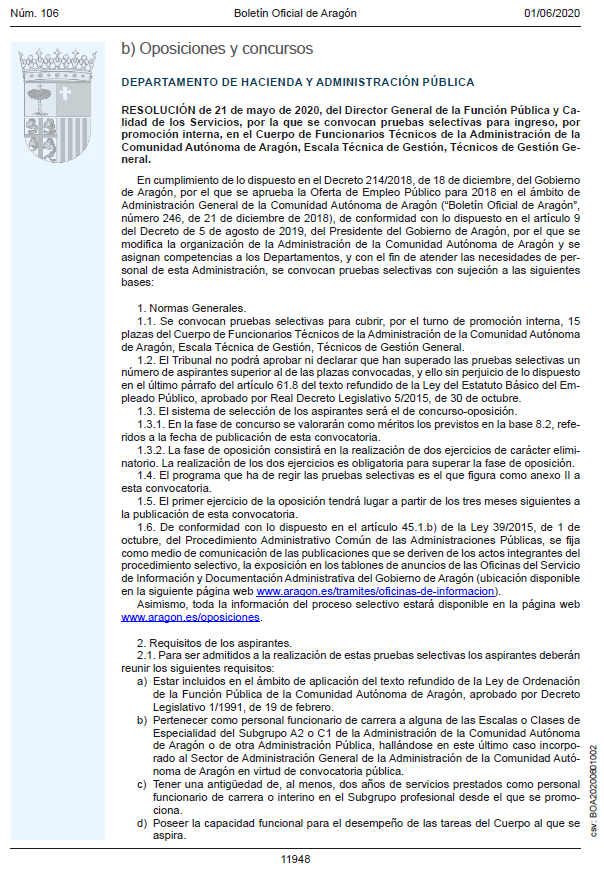 Núm. 106
Boletín Oficial de Aragón
01/06/2020
b) Oposiciones y concursos
DEPARTAMENTO DE HACIENDA Y ADMINISTRACIÓN PÚBLICA
RESOLUCIÓN de 21 de mayo de 2020, del Director General de la Función Pública y Ca-
lidad de los Servicios, por la que se convocan pruebas selectivas para ingreso, por
promoción interna, en el Cuerpo de Funcionarios Técnicos de la Administración de la
Comunidad Autónoma de Aragón, Escala Técnica de Gestión, Técnicos de Gestión Ge-
neral.
En cumplimiento de lo dispuesto en el Decreto 214/2018, de 18 de diciembre, del Gobierno
de Aragón, por el que se aprueba la Oferta de Empleo Público para 2018 en el ámbito de
Administración General de la Comunidad Autónoma de Aragón (“Boletín Oficial de Aragón”,
número 246, de 21 de diciembre de 2018), de conformidad con lo dispuesto en el artículo 9
del Decreto de 5 de agosto de 2019, del Presidente del Gobierno de Aragón, por el que se
modifica la organización de la Administración de la Comunidad Autónoma de Aragón y se
asignan competencias a los Departamentos, y con el fin de atender las necesidades de per-
sonal de esta Administración, se convocan pruebas selectivas con sujeción a las siguientes
bases:
1. Normas Generales.
1.1. Se convocan pruebas selectivas para cubrir, por el turno de promoción interna, 15
plazas del Cuerpo de Funcionarios Técnicos de la Administración de la Comunidad Autónoma
de Aragón, Escala Técnica de Gestión, Técnicos de Gestión General.
1.2. El Tribunal no podrá aprobar ni declarar que han superado las pruebas selectivas un
número de aspirantes superior al de las plazas convocadas, y ello sin perjuicio de lo dispuesto
en el último párrafo del artículo 61.8 del texto refundido de la Ley del Estatuto Básico del Em-
pleado Público, aprobado por Real Decreto Legislativo 5/2015, de 30 de octubre.
1.3. El sistema de selección de los aspirantes será el de concurso-oposición.
1.3.1. En la fase de concurso se valorarán como méritos los previstos en la base 8.2, refe-
ridos a la fecha de publicación de esta convocatoria.
1.3.2. La fase de oposición consistirá en la realización de dos ejercicios de carácter elimi-
natorio. La realización de los dos ejercicios es obligatoria para superar la fase de oposición.
1.4. El programa que ha de regir las pruebas selectivas es el que figura como anexo II a
esta convocatoria.
1.5. El primer ejercicio de la oposición tendrá lugar a partir de los tres meses siguientes a
la publicación de esta convocatoria.
1.6. De conformidad con lo dispuesto en el artículo 45.1.b) de la Ley 39/2015, de 1 de
octubre, del Procedimiento Administrativo Común de las Administraciones Públicas, se fija
como medio de comunicación de las publicaciones que se deriven de los actos integrantes del
procedimiento selectivo, la exposición en los tablones de anuncios de las Oficinas del Servicio
de Información y Documentación Administrativa del Gobierno de Aragón (ubicación disponible
en la siguiente página web www.aragon.es/tramites/oficinas-de-informacion).
Asimismo, toda la información del proceso selectivo estará disponible en la página web
www.aragon.es/oposiciones.
2. Requisitos de los aspirantes.
2.1. Para ser admitidos a la realización de estas pruebas selectivas los aspirantes deberán
reunir los siguientes requisitos:
a) Estar incluidos en el ámbito de aplicación del texto refundido de la Ley de Ordenación
de la Función Pública de la Comunidad Autónoma de Aragón, aprobado por Decreto
Legislativo 1/1991, de 19 de febrero.
b) Pertenecer como personal funcionario de carrera a alguna de las Escalas o Clases de
Especialidad del Subgrupo A2 o C1 de la Administración de la Comunidad Autónoma
de Aragón o de otra Administración Pública, hallándose en este último caso incorpo-
rado al Sector de Administración General de la Administración de la Comunidad Autó-
noma de Aragón en virtud de convocatoria pública.
c) Tener una antigüedad de, al menos, dos años de servicios prestados como personal
funcionario de carrera o interino en el Subgrupo profesional desde el que se promo-
ciona.
d) Poseer la capacidad funcional para el desempeño de las tareas del Cuerpo al que se
aspira.
csv: BOA20200601002
11948